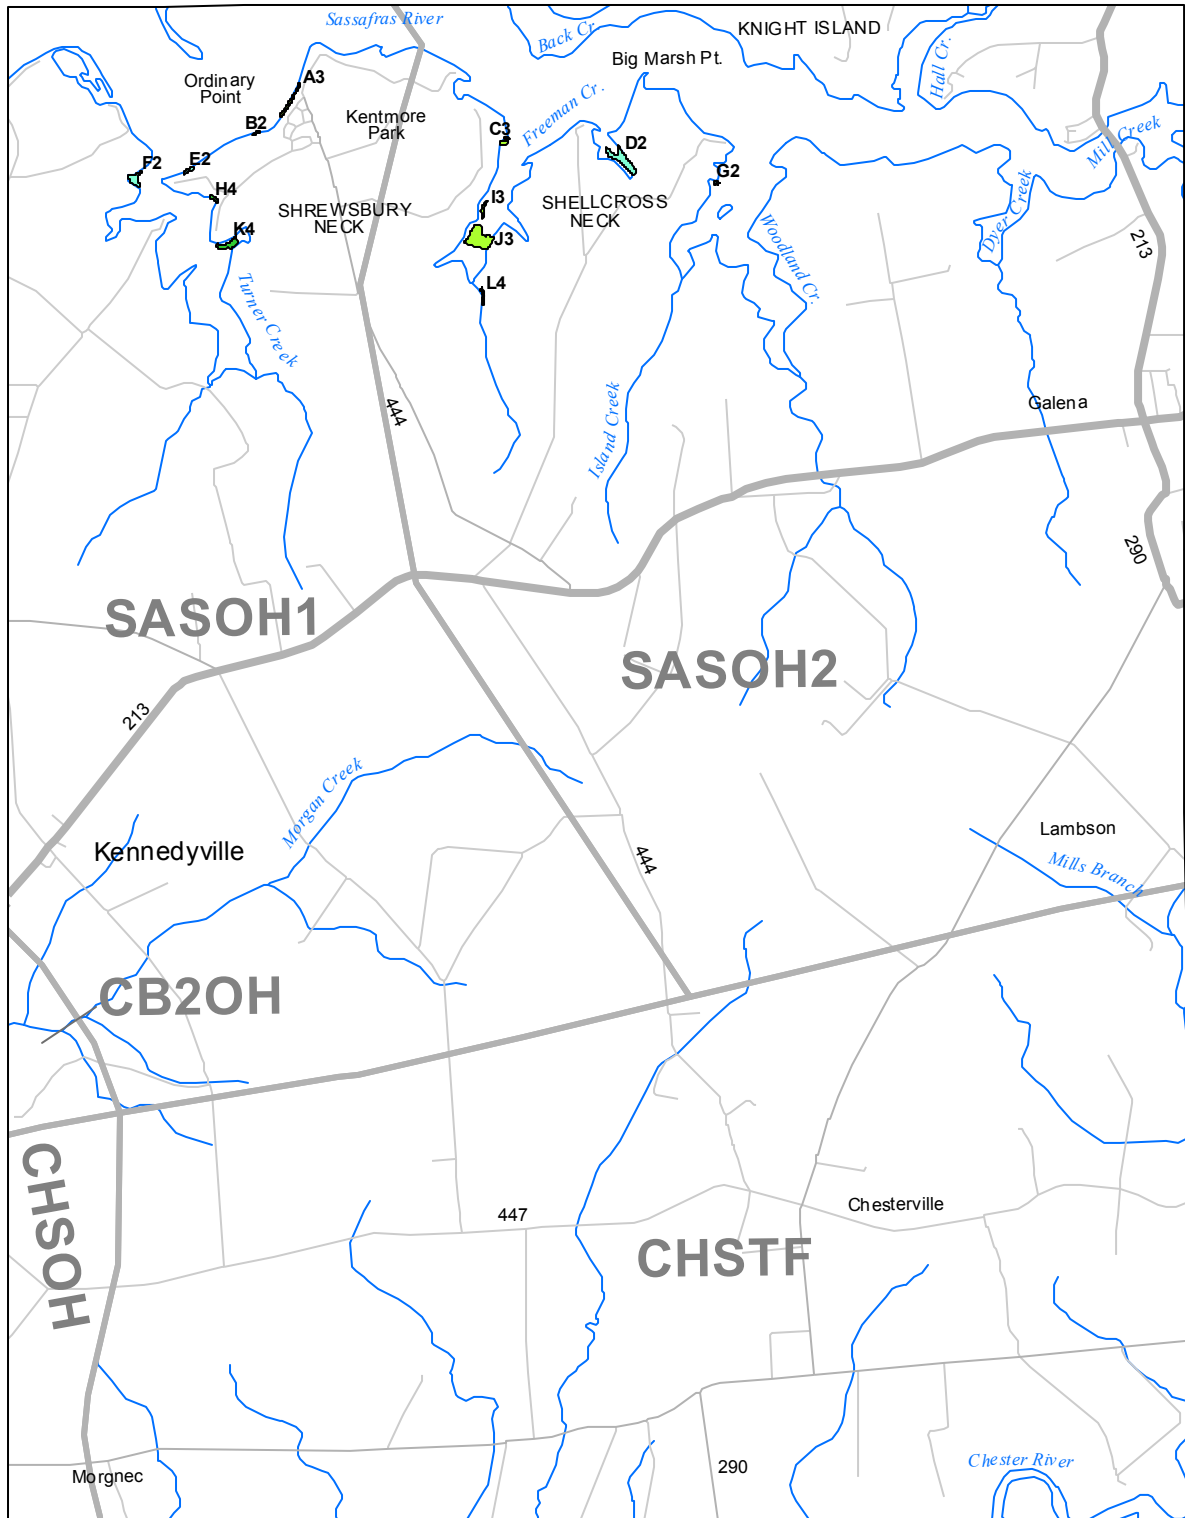 Sassafras River
Back Cr.
KNIGHT ISLAND
Hall Cr.
Big Marsh Pt.
Ordinary
Point
A3
Kentmore
Park
B2
C3
Freeman Cr.
D2
Mill Creek
F2
E2
G2
H4
I3
SHREWSBURY
NECK
SHELLCROSS
NECK
K4
J3
Woodland Cr.
Dyer Creek
213
L4
Turner Creek
444
Island Creek
Galena
290
SASOH1
SASOH2
213
Morgan Creek
Kennedyville
444
Lambson
Mills Branch
CB2OH
CHSOH
447
Chesterville
CHSTF
Morgnec
290
Chester River